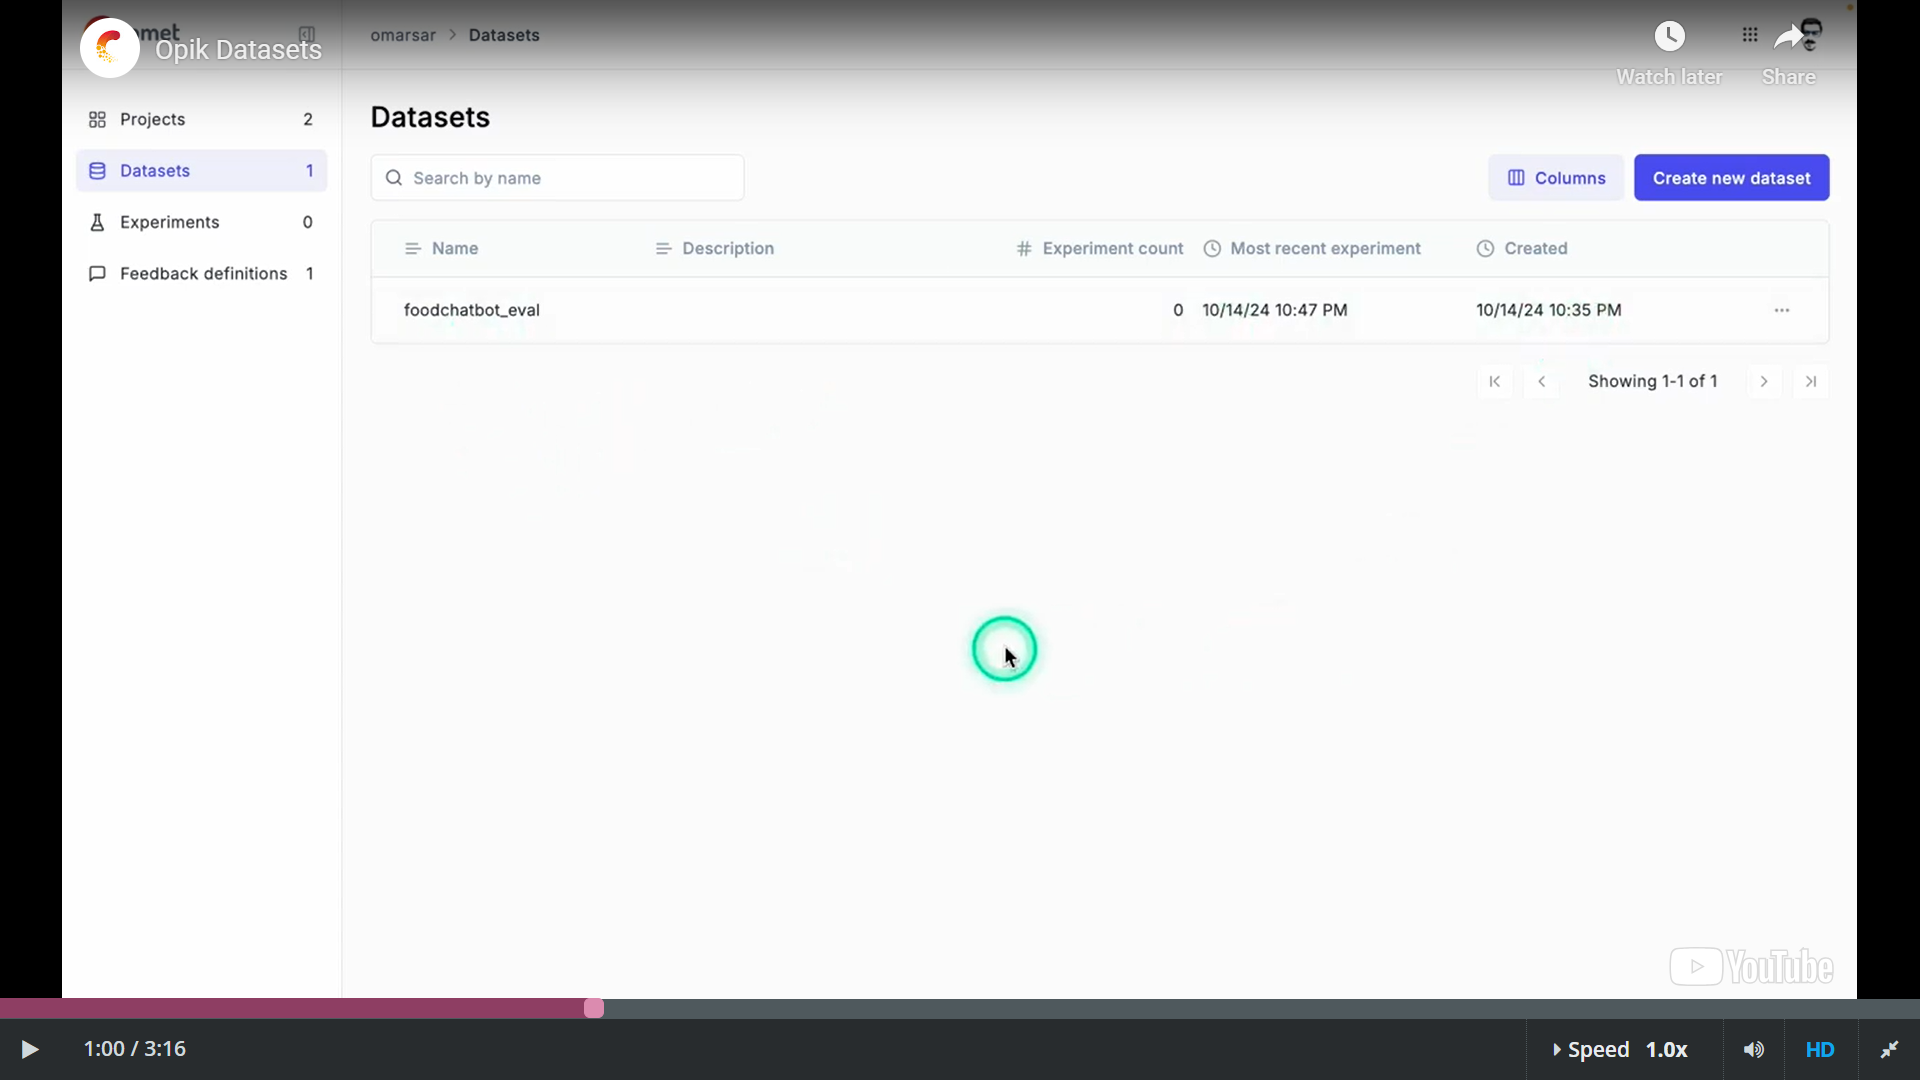 Opik Datasets
omarsar > Datasets
Watch later
Share
Projects 2
Datasets 1
Experiments 0
Feedback definitions 1
Datasets
Search by name
Columns
Create new dataset
Name Description # Experiment count Most recent experiment Created
foodchatbot_eval 0 10/14/24 10:47 PM 10/14/24 10:35 PM ...
Showing 1-1 of 1
YouTube
1:00 / 3:16
Speed 1.0x
HD